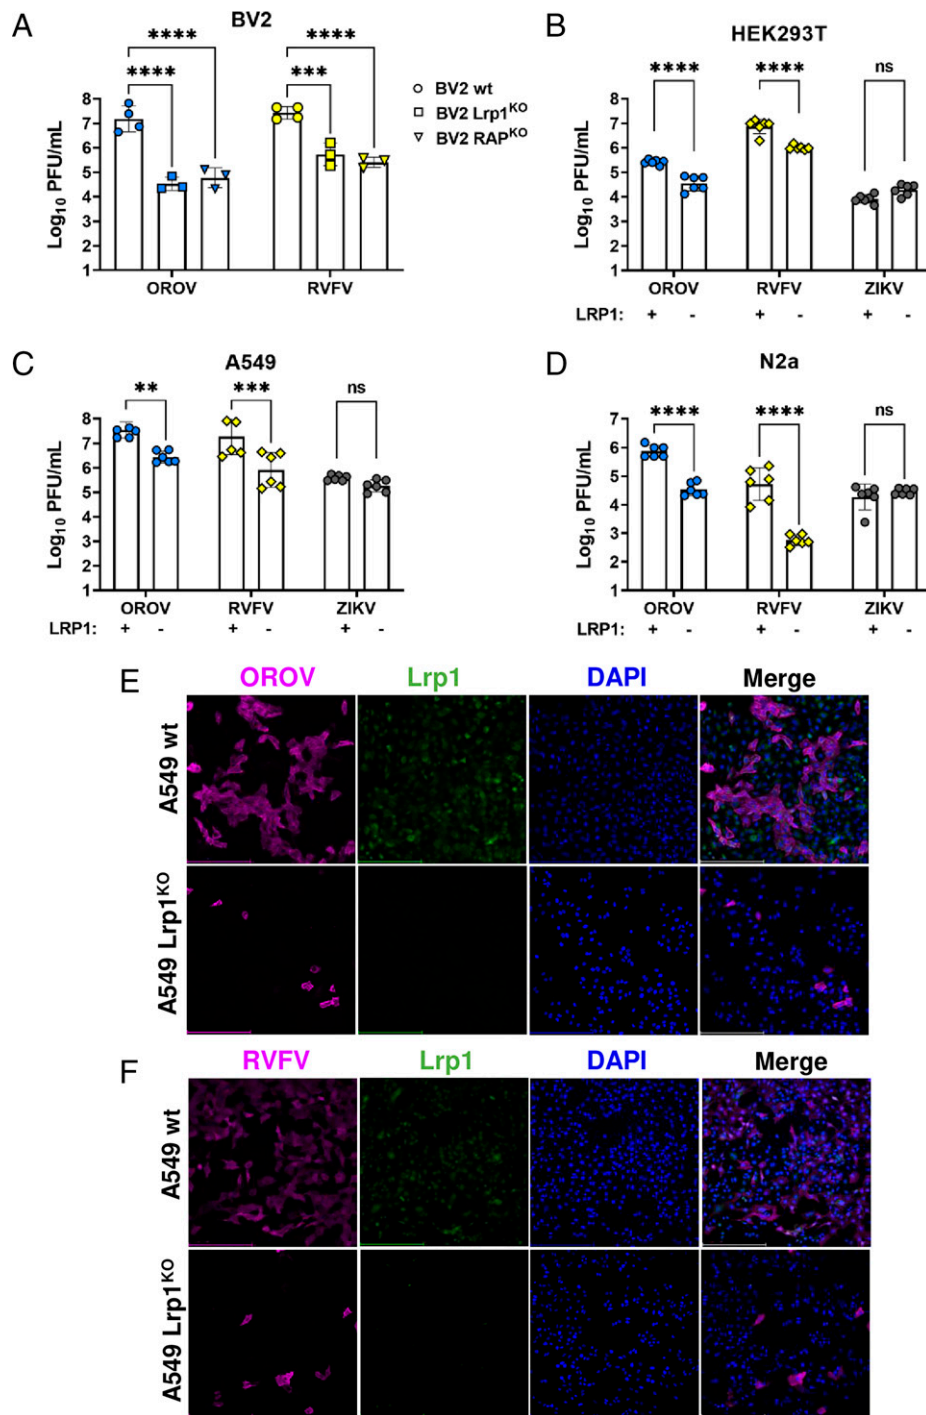 A
BV2
****
****
****
***
BV2 wt
BV2 Lrp1KO
BV2 RAPKO
Log10 PFU/mL
8
7
6
5
4
3
2
1
OROV
RVFV
B
HEK293T
****
****
ns
Log10 PFU/mL
8
7
6
5
4
3
2
1
OROV
RVFV
ZIKV
LRP1: + - + - + -
C
A549
**
***
ns
Log10 PFU/mL
8
7
6
5
4
3
2
1
OROV
RVFV
ZIKV
LRP1: + - + - + -
D
N2a
****
****
ns
Log10 PFU/mL
8
7
6
5
4
3
2
1
OROV
RVFV
ZIKV
LRP1: + - + - + -
E
OROV
Lrp1
DAPI
Merge
A549 wt
A549 Lrp1KO
F
RVFV
Lrp1
DAPI
Merge
A549 wt
A549 Lrp1KO